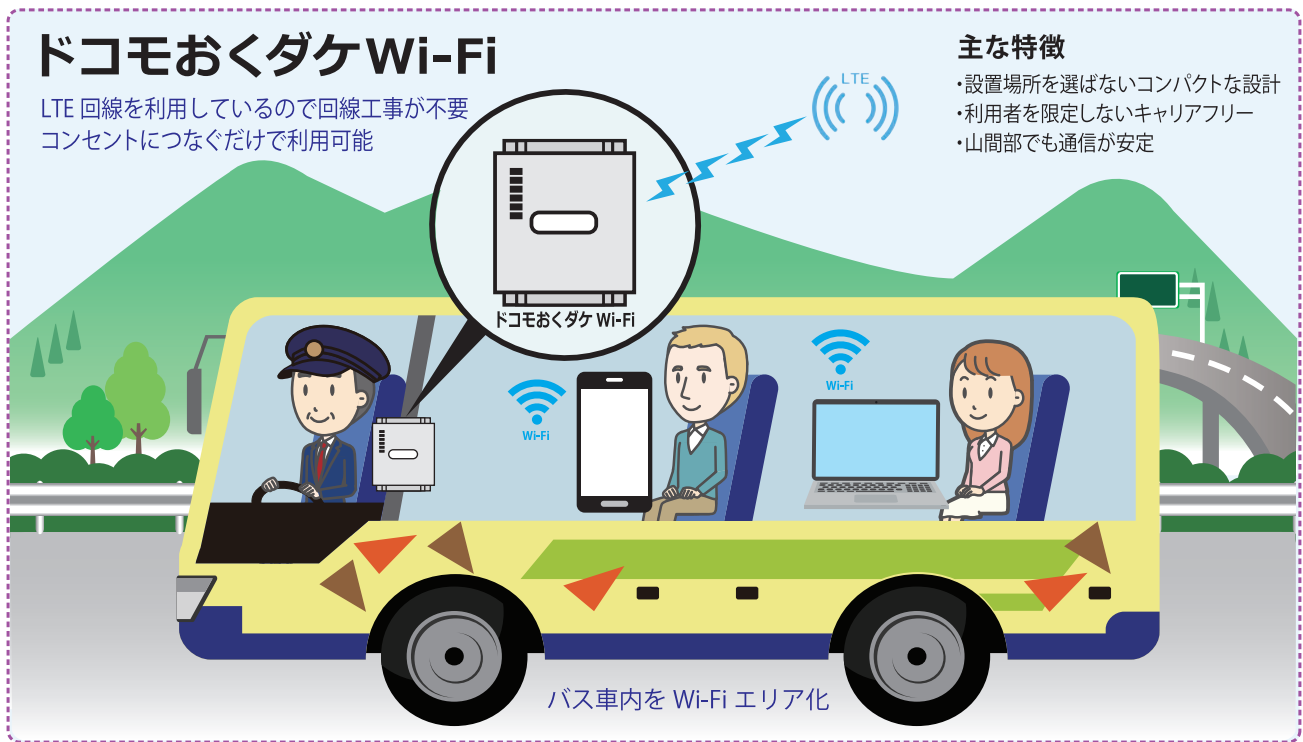 ドコモおくダケWi-Fi
LTE 回線を利用しているので回線工事が不要
コンセントにつなぐだけで利用可能
主な特徴
・設置場所を選ばないコンパクトな設計
・利用者を限定しないキャリアフリー
・山間部でも通信が安定
LTE
ドコモおくダケ Wi-Fi
Wi-Fi
Wi-Fi
バス車内を Wi-Fi エリア化